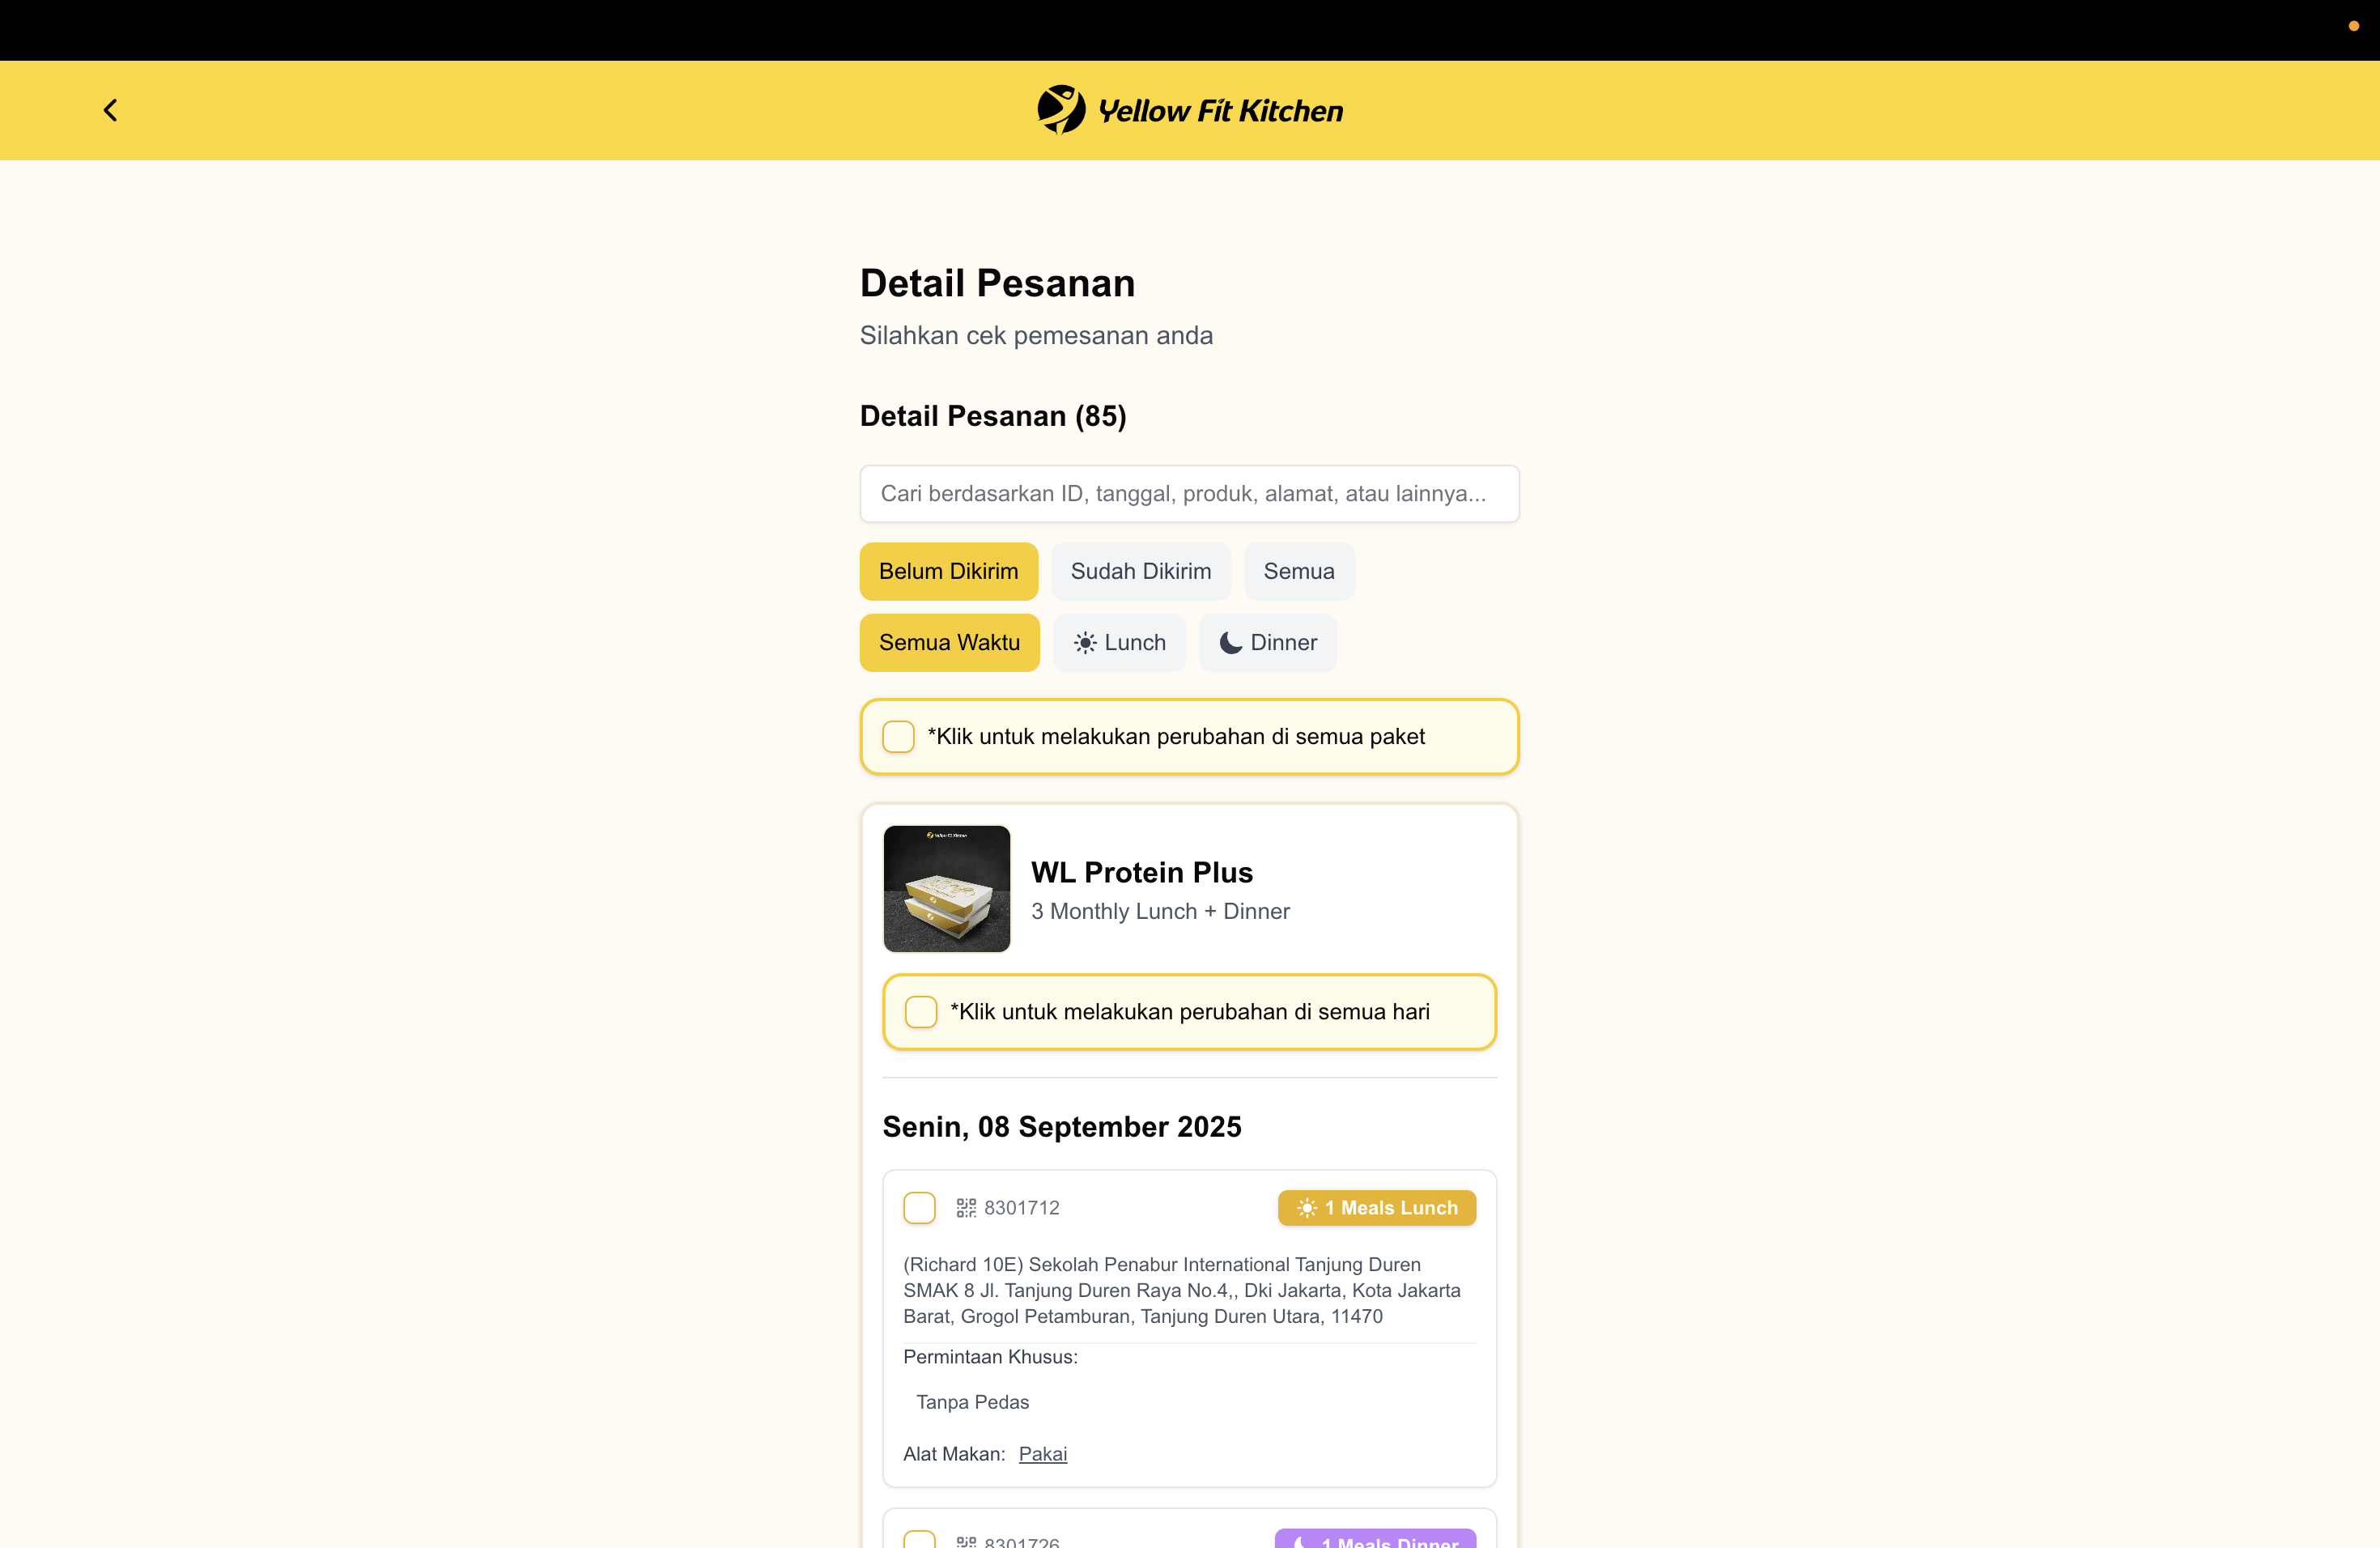 Yellow Fit Kitchen
Detail Pesanan
Silahkan cek pemesanan anda
Detail Pesanan (85)
Cari berdasarkan ID, tanggal, produk, alamat, atau lainnya...
Belum Dikirim
Sudah Dikirim
Semua
Semua Waktu
Lunch
Dinner
*Klik untuk melakukan perubahan di semua paket
Yellow Fit Kitchen
WL Protein Plus
3 Monthly Lunch + Dinner
*Klik untuk melakukan perubahan di semua hari
Senin, 08 September 2025
8301712
1 Meals Lunch
(Richard 10E) Sekolah Penabur International Tanjung Duren
SMAK 8 Jl. Tanjung Duren Raya No.4,, Dki Jakarta, Kota Jakarta
Barat, Grogol Petamburan, Tanjung Duren Utara, 11470
Permintaan Khusus:
Tanpa Pedas
Alat Makan: Pakai
8301726
1 Meals Dinner